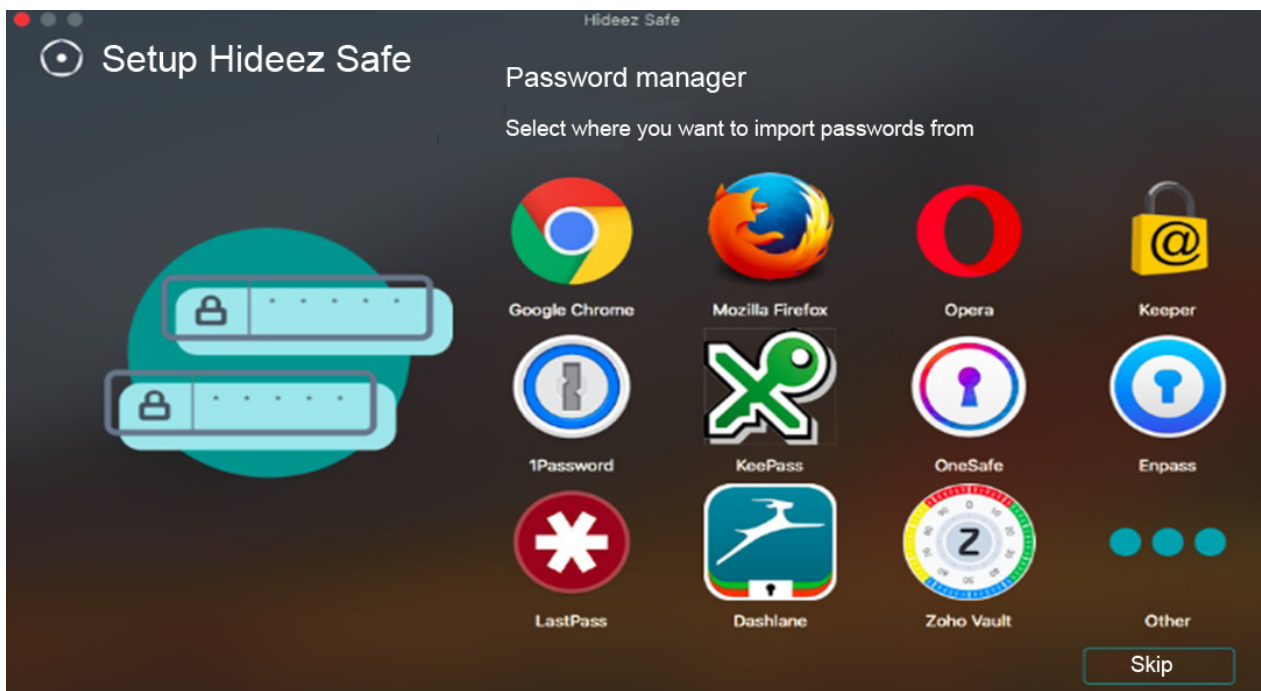 Hideez Safe
Setup Hideez Safe
Password manager
Select where you want to import passwords from
Google Chrome
Mozilla Firefox
Opera
@
Keeper
1Password
KeePass
OneSafe
Enpass
LastPass
Dashlane
Z
Zoho Vault
Other
Skip